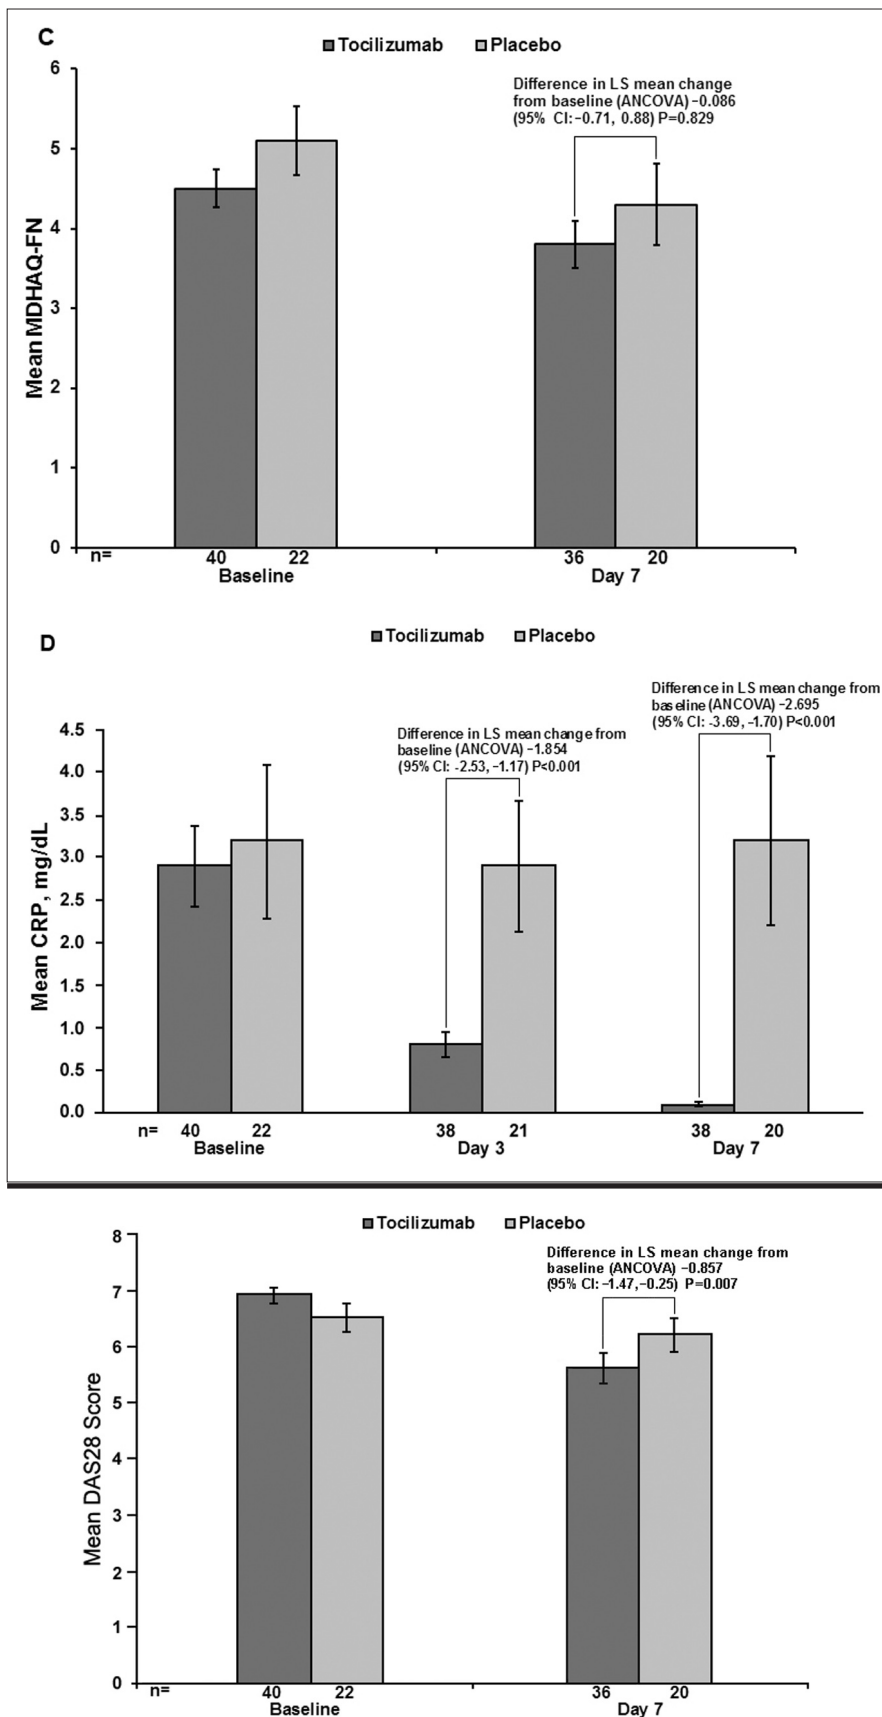 C
Tocilizumab Placebo
Difference in LS mean change
from baseline (ANCOVA) −0.086
(95% CI: −0.71, 0.88) P=0.829
Mean MDHAQ-FN
6
5
4
3
2
1
0
n= 40 22 36 20
Baseline Day 7
D
Tocilizumab Placebo
Difference in LS mean change from
baseline (ANCOVA) −2.695
(95% CI: -3.69, −1.70) P<0.001
Difference in LS mean change from
baseline (ANCOVA) −1.854
(95% CI: -2.53, −1.17) P<0.001
Mean CRP, mg/dL
4.5
4.0
3.5
3.0
2.5
2.0
1.5
1.0
0.5
0.0
n= 40 22 38 21 38 20
Baseline Day 3 Day 7
Tocilizumab Placebo
Difference in LS mean change from
baseline (ANCOVA) −0.857
(95% CI: −1.47, −0.25) P=0.007
Mean DAS28 Score
8
7
6
5
4
3
2
1
0
n= 40 22 36 20
Baseline Day 7